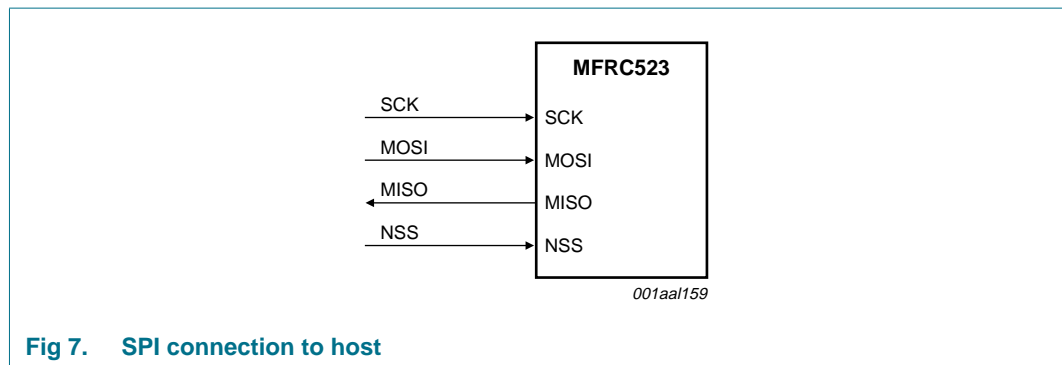 MFRC523
SCK SCK
MOSI MOSI
MISO MISO
NSS NSS
001aal159
Fig 7. SPI connection to host